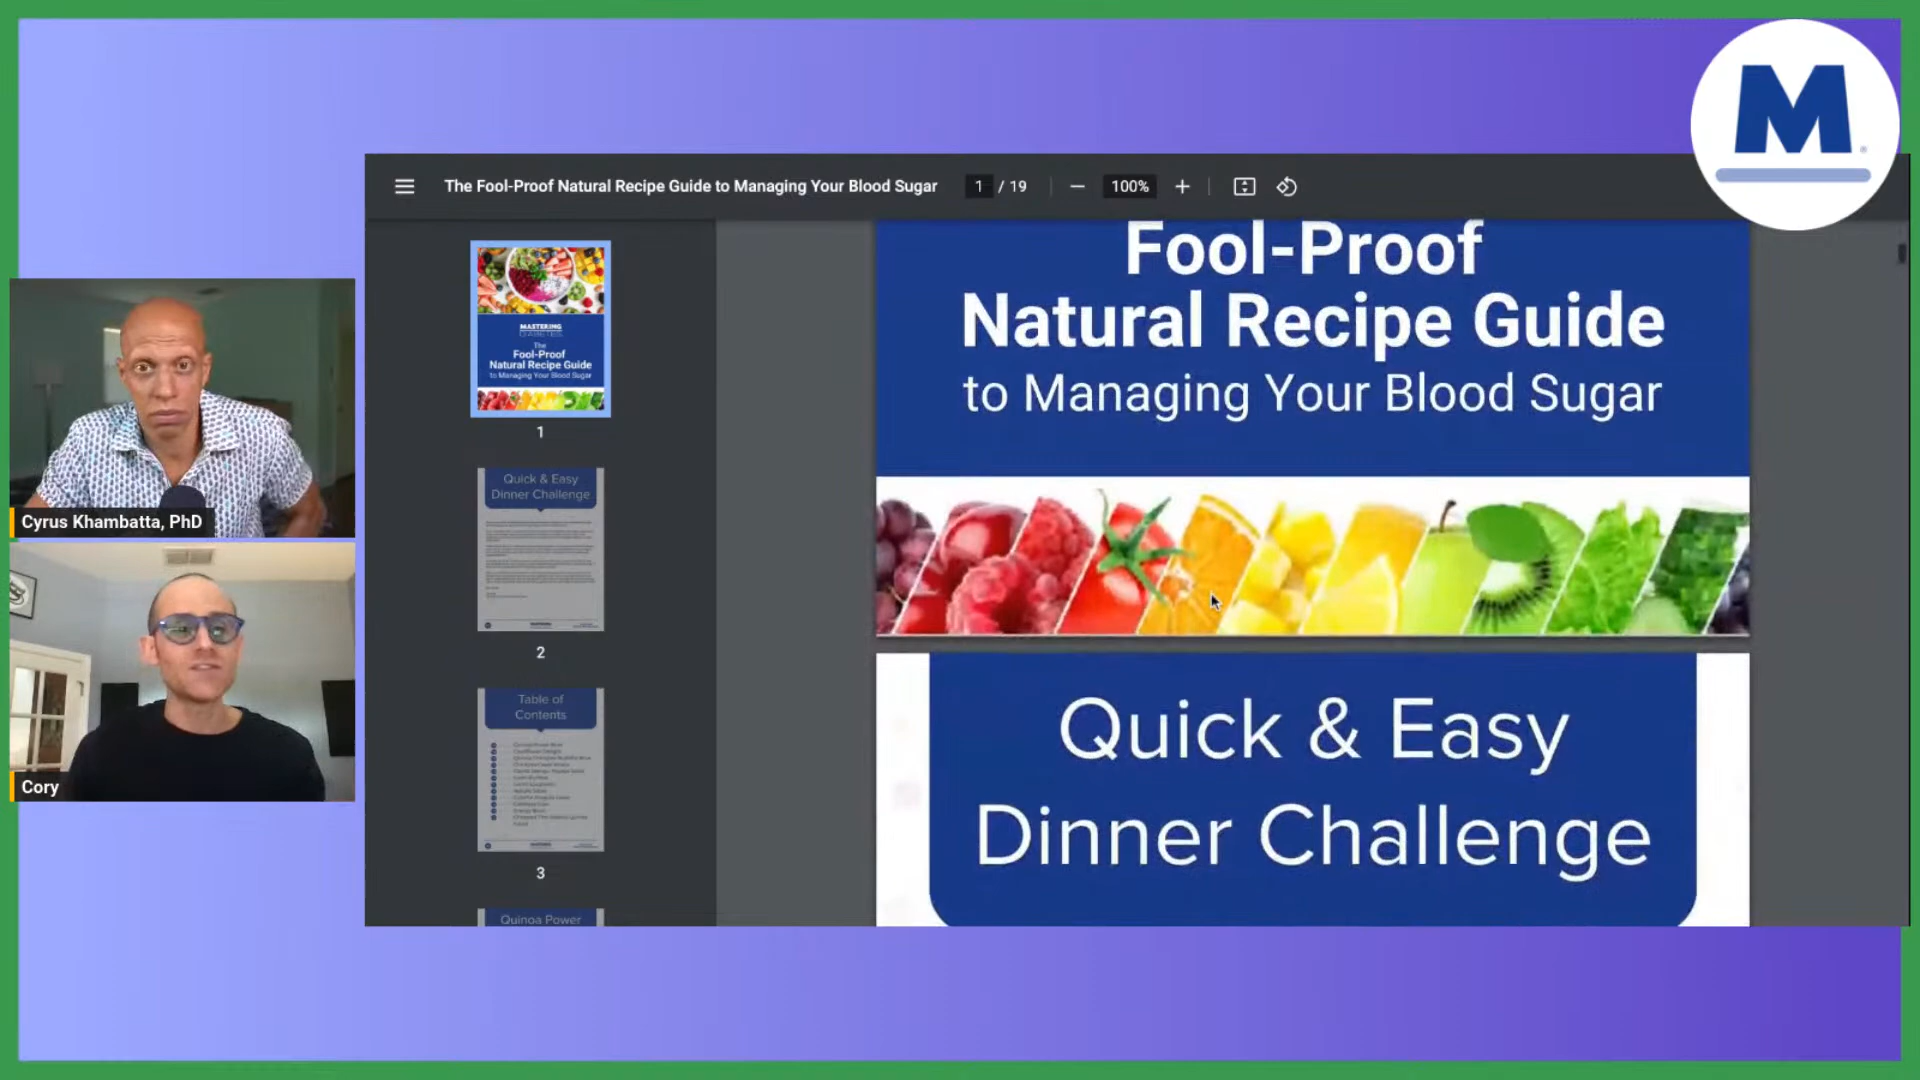 M
The Fool-Proof Natural Recipe Guide to Managing Your Blood Sugar
1 / 19
100%
MASTERING
DIABETES
The
Fool-Proof
Natural Recipe Guide
to Managing Your Blood Sugar
1
Quick & Easy
Dinner Challenge
2
Table of
Contents
3
Quinoa Power
Fool-Proof
Natural Recipe Guide
to Managing Your Blood Sugar
Quick & Easy
Dinner Challenge
Cyrus Khambatta, PhD
Cory